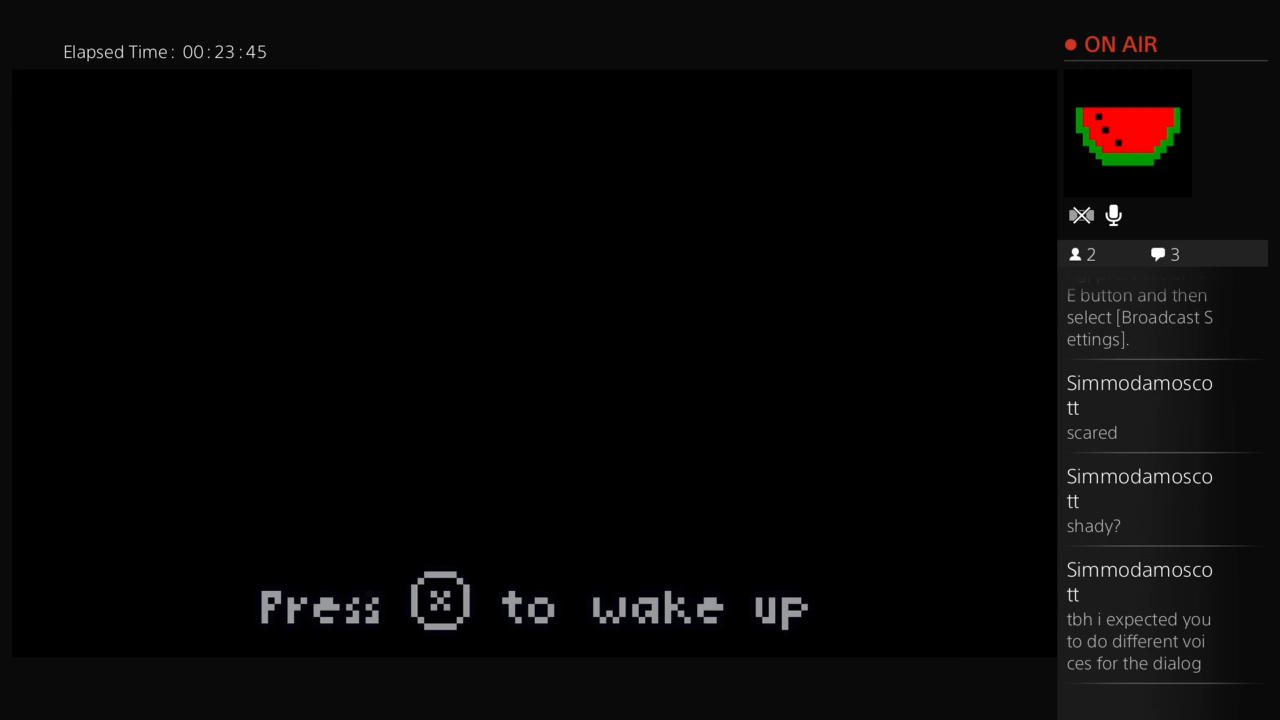 Elapsed Time: 00:23:45
ON AIR
2 3
E button and then
select [Broadcast S
ettings].
Simmodamosco
tt
scared
Simmodamosco
tt
shady?
Simmodamosco
tt
tbh i expected you
to do different voi
ces for the dialog
Press X to wake up